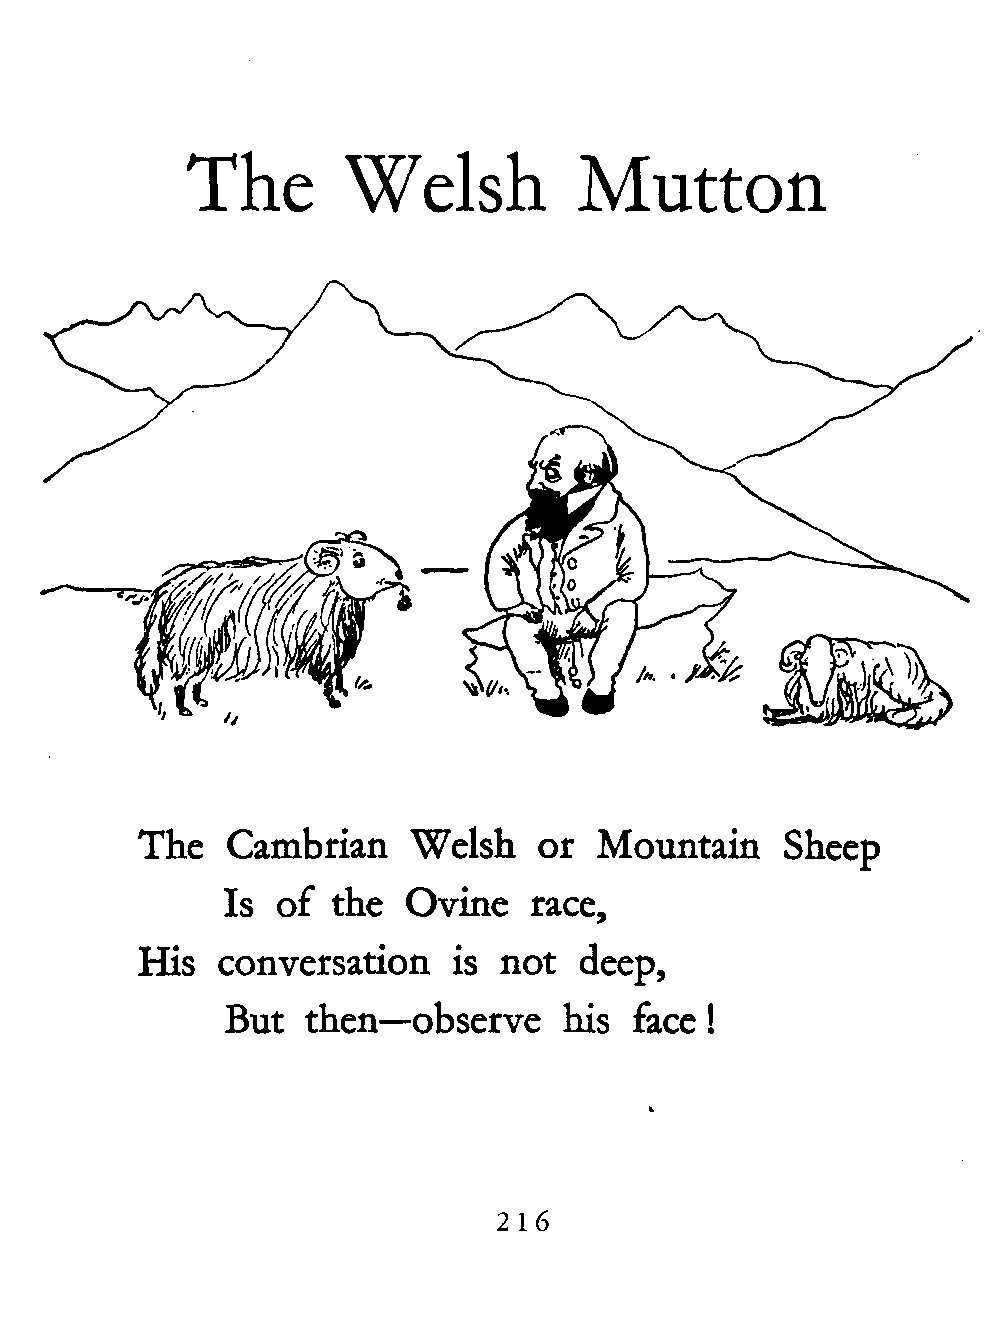 The Welsh Mutton
The Cambrian Welsh or Mountain Sheep
Is of the Ovine race,
His conversation is not deep,
But then—observe his face!
216